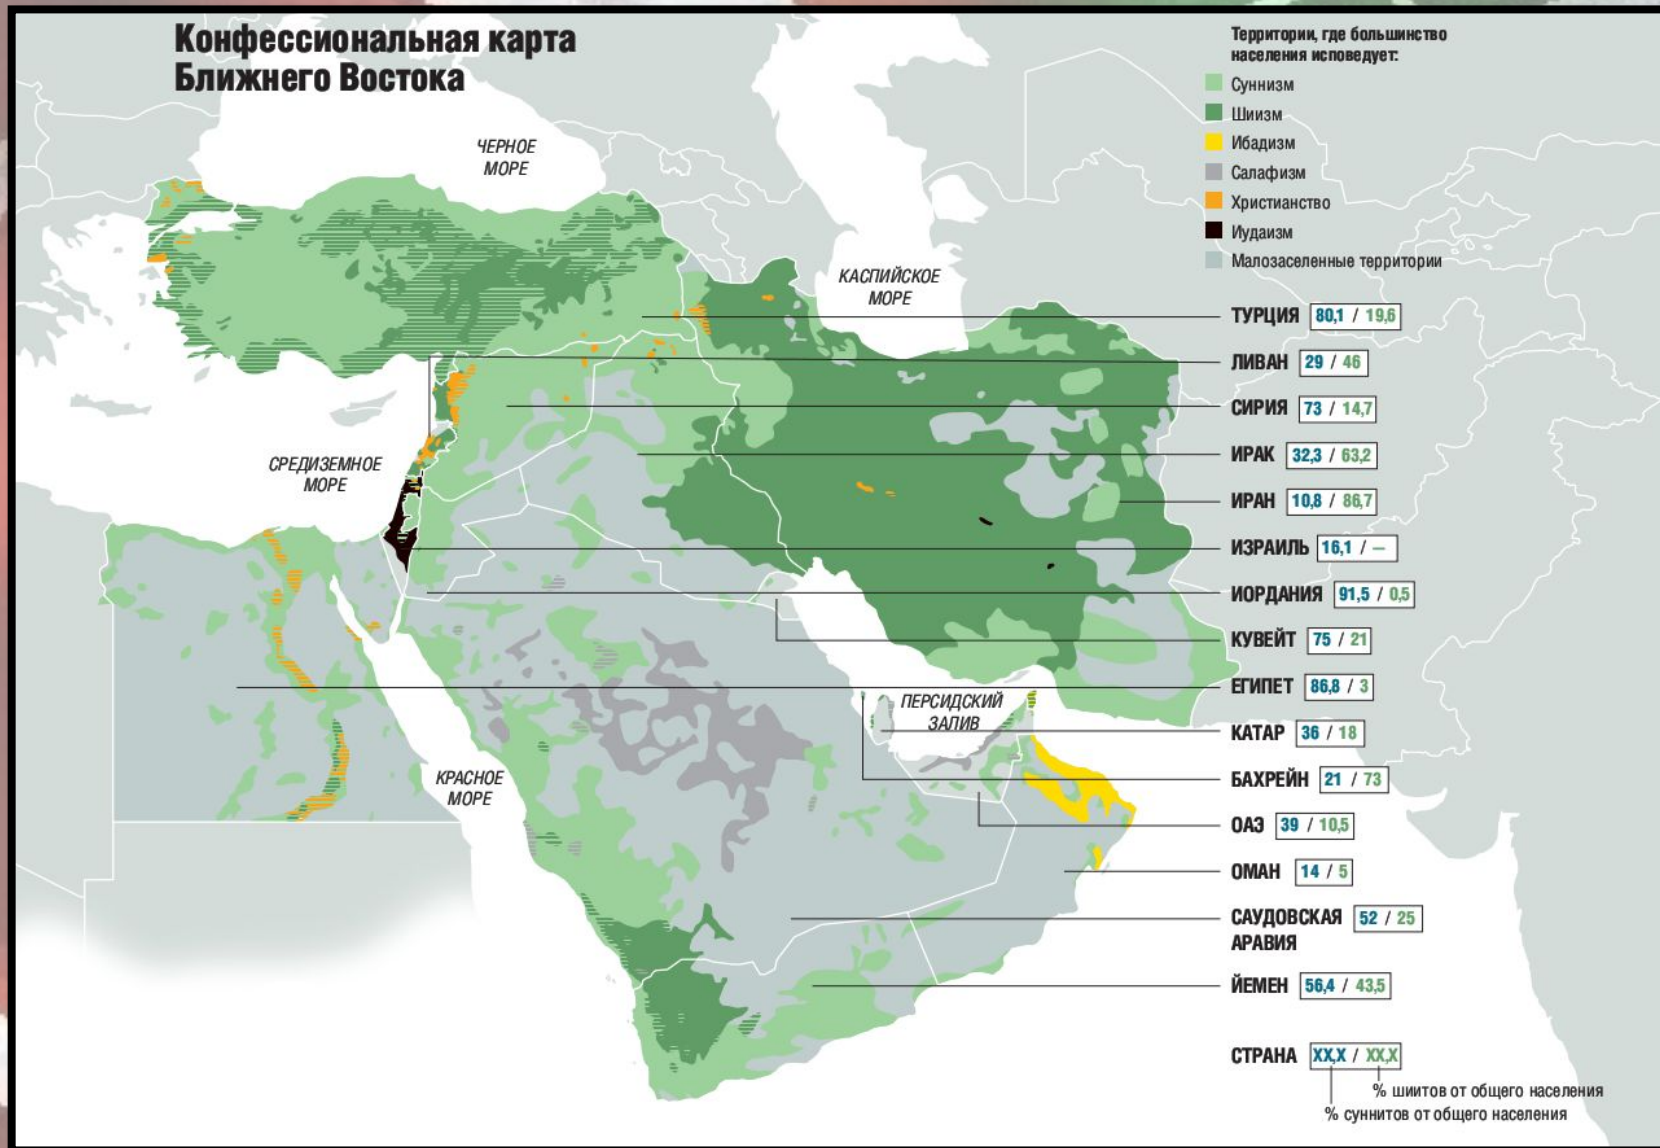 Конфессиональная карта
Ближнего Востока
Территории, где большинство
населения исповедует:
Суннизм
Шиизм
Ибадизм
Салафизм
Христианство
Иудаизм
Малозаселенные территории
ЧЕРНОЕ
МОРЕ
КАСПИЙСКОЕ
МОРЕ
СРЕДИЗЕМНОЕ
МОРЕ
ПЕРСИДСКИЙ
ЗАЛИВ
КРАСНОЕ
МОРЕ
ТУРЦИЯ 80,1 / 19,6
ЛИВАН 29 / 46
СИРИЯ 73 / 14,7
ИРАК 32,3 / 63,2
ИРАН 10,8 / 86,7
ИЗРАИЛЬ 16,1 / —
ИОРДАНИЯ 91,5 / 0,5
КУВЕЙТ 75 / 21
ЕГИПЕТ 86,8 / 3
КАТАР 36 / 18
БАХРЕЙН 21 / 73
ОАЭ 39 / 10,5
ОМАН 14 / 5
САУДОВСКАЯ 52 / 25
АРАВИЯ
ЙЕМЕН 56,4 / 43,5
СТРАНА XX,X / XX,X
% шиитов от общего населения
% суннитов от общего населения